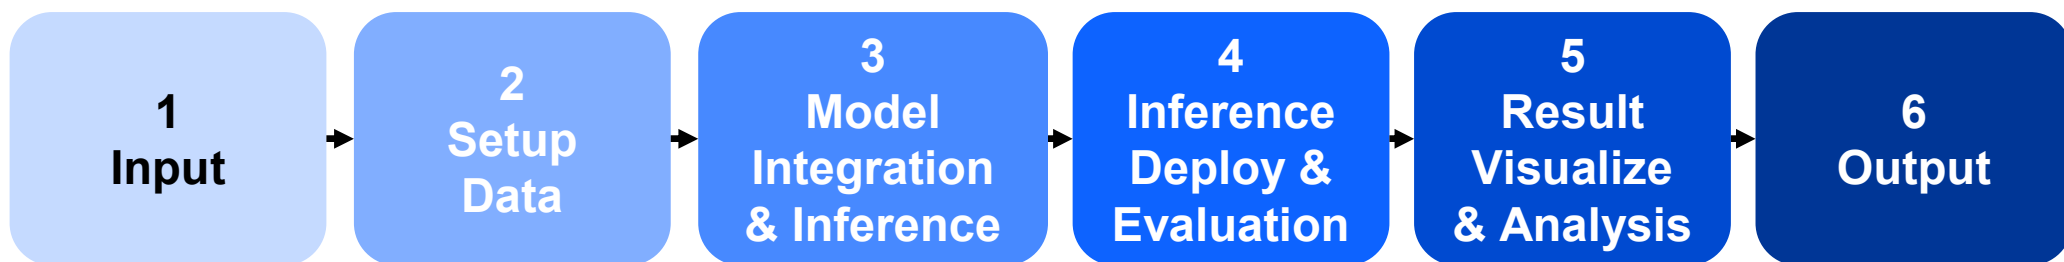 1
Input
2
Setup
Data
3
Model
Integration
& Inference
4
Inference
Deploy &
Evaluation
5
Result
Visualize
& Analysis
6
Output